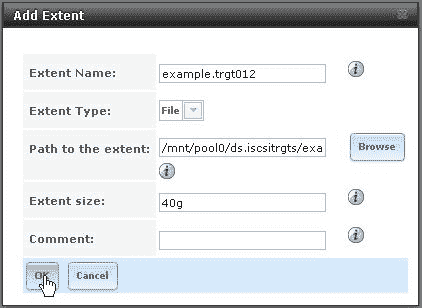 Add Extent
Extent Name: example.trgt012
Extent Type: File
Path to the extent: /mnt/pool0/ds.iscsitrgts/exa Browse
Extent size: 40g
Comment:
OK Cancel